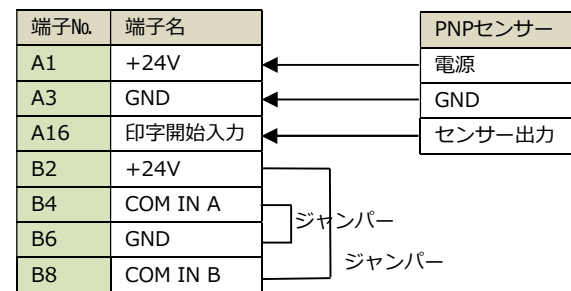 端子№ 端子名
A1 +24V
A3 GND
A16 印字開始入力
B2 +24V
B4 COM IN A
B6 GND
B8 COM IN B
PNPセンサー
電源
GND
センサー出力
ジャンパー
ジャンパー